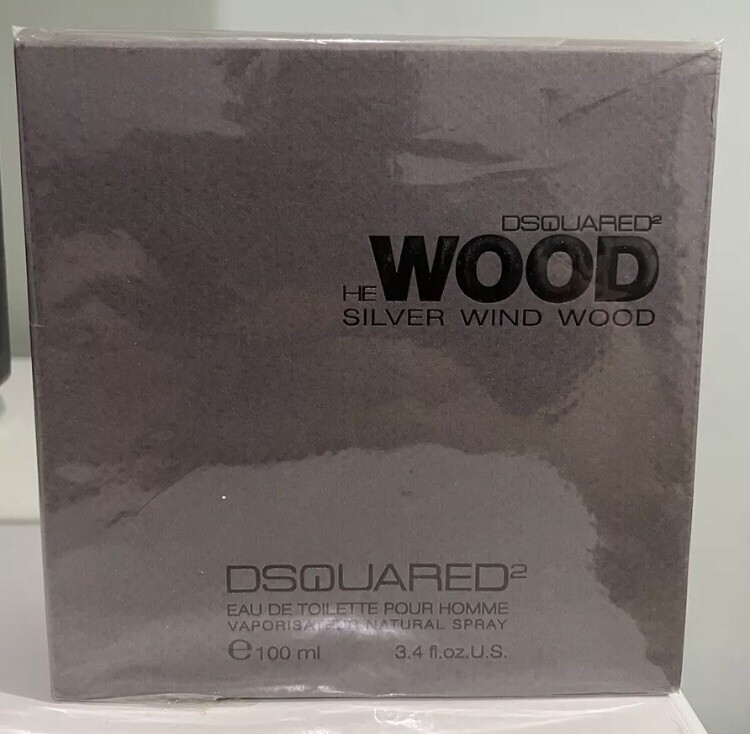 DSQUARED²
HE WOOD
SILVER WIND WOOD
DSQUARED²
EAU DE TOILETTE POUR HOMME
VAPORISATEUR NATURAL SPRAY
℮ 100 ml 3.4 fl.oz.U.S.